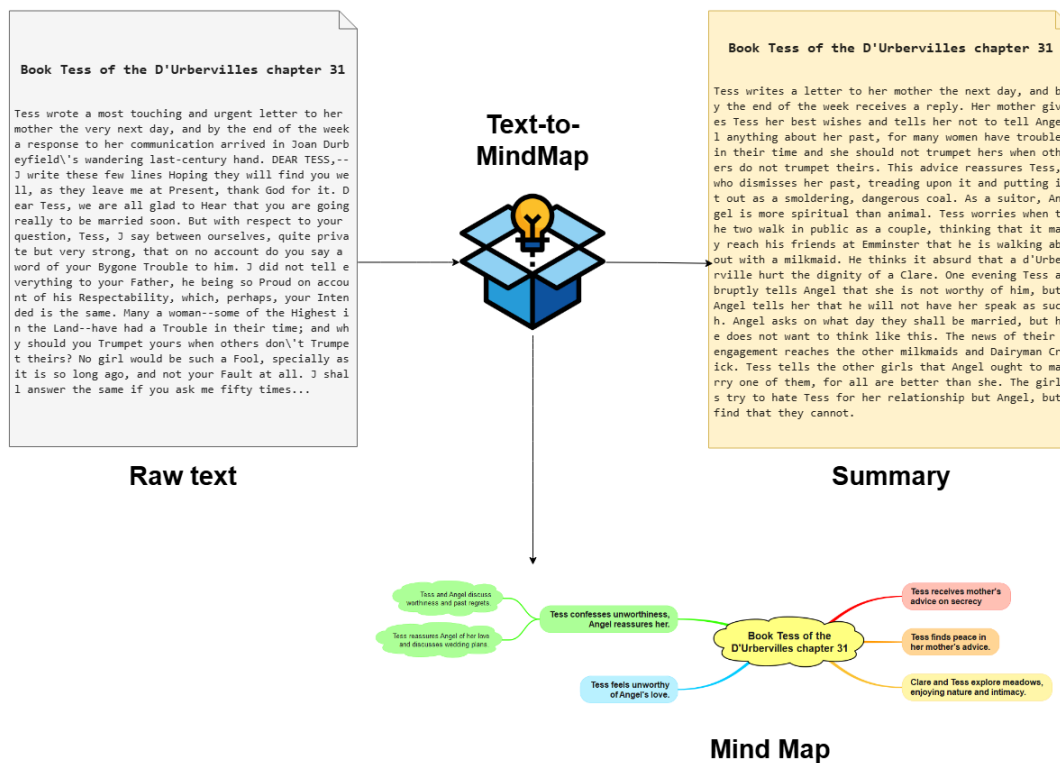 Book Tess of the D'Urbervilles chapter 31
Tess wrote a most touching and urgent letter to her
mother the very next day, and by the end of the week
a response to her communication arrived in Joan Durb
eyfield\'s wandering last-century hand. DEAR TESS,--
J write these few lines Hoping they will find you we
ll, as they leave me at Present, thank God for it. D
ear Tess, we are all glad to Hear that you are going
really to be married soon. But with respect to your
question, Tess, J say between ourselves, quite priva
te but very strong, that on no account do you say a
word of your Bygone Trouble to him. J did not tell e
verything to your Father, he being so Proud on accou
nt of his Respectability, which, perhaps, your Inten
ded is the same. Many a woman--some of the Highest i
n the Land--have had a Trouble in their time; and wh
y should you Trumpet yours when others don\'t Trumpe
t theirs? No girl would be such a Fool, specially as
it is so long ago, and not your Fault at all. J shal
l answer the same if you ask me fifty times...
Raw text
Text-to-
MindMap
Book Tess of the D'Urbervilles chapter 31
Tess writes a letter to her mother the next day, and b
y the end of the week receives a reply. Her mother giv
es Tess her best wishes and tells her not to tell Ange
l anything about her past, for many women have trouble
in their time and she should not trumpet hers when oth
ers do not trumpet theirs. This advice reassures Tess,
who dismisses her past, treading upon it and putting i
t out as a smoldering, dangerous coal. As a suitor, An
gel is more spiritual than animal. Tess worries when t
he two walk in public as a couple, thinking that it ma
y reach his friends at Emminster that he is walking ab
out with a milkmaid. He thinks it absurd that a d'Urbe
rville hurt the dignity of a Clare. One evening Tess a
bruptly tells Angel that she is not worthy of him, but
Angel tells her that he will not have her speak as suc
h. Angel asks on what day they shall be married, but h
e does not want to think like this. The news of their
engagement reaches the other milkmaids and Dairyman Cr
ick. Tess tells the other girls that Angel ought to ma
rry one of them, for all are better than she. The girl
s try to hate Tess for her relationship but Angel, but
find that they cannot.
Summary
Tess and Angel discuss
worthiness and past regrets.
Tess reassures Angel of her love
and discusses wedding plans
Tess confesses unworthiness,
Angel reassures her.
Tess feels unworthy
of Angel's love.
Book Tess of the
D'Urbervilles chapter 31
Tess receives mother's
advice on secrecy
Tess finds peace in
her mother's advice.
Clare and Tess explore meadows,
enjoying nature and intimacy.
Mind Map